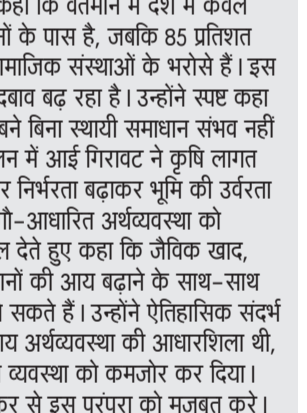 कहा कि वर्तमान में देश में केवल
के पास है, जबकि 85 प्रतिशत
संस्थाओं के भरोसे हैं। इस
दबाव बढ़ रहा है। उन्होंने स्पष्ट कहा
बने बिना स्थायी समाधान संभव नहीं
में आई गिरावट ने कृषि लागत
निर्भरता बढ़ाकर भूमि की उर्वरता
गौ-आधारित अर्थव्यवस्था को
देते हुए कहा कि जैविक खाद,
की आय बढ़ाने के साथ-साथ
सकते हैं। उन्होंने ऐतिहासिक संदर्भ
अर्थव्यवस्था की आधारशिला थी,
व्यवस्था को कमजोर कर दिया।
से इस परंपरा को मजबूत करे।